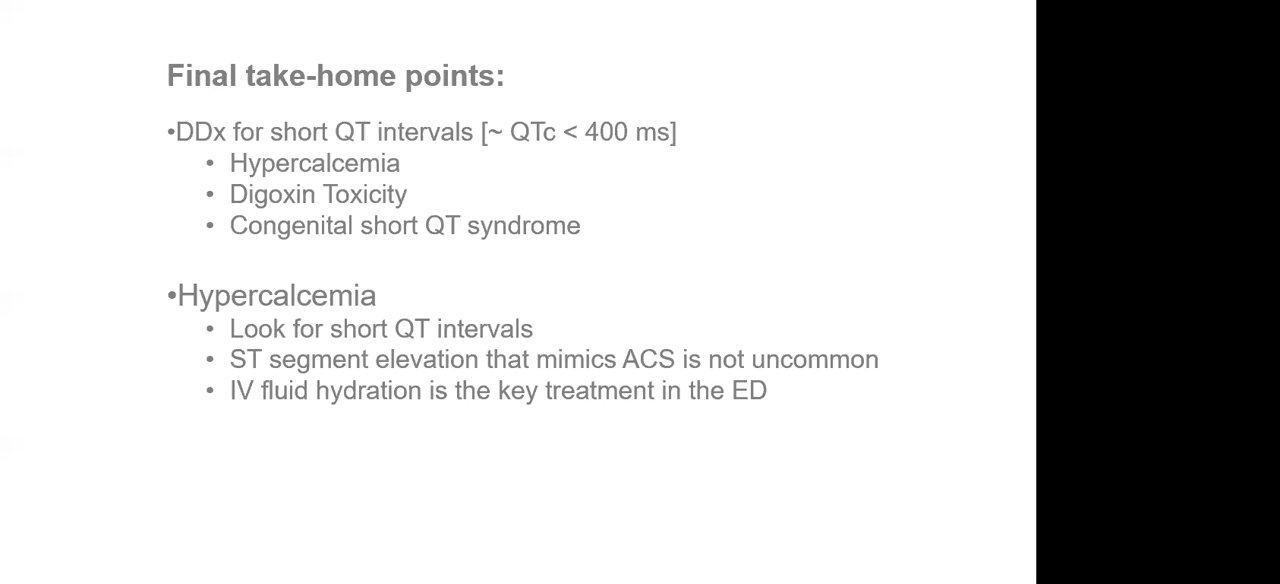 Final take-home points:
•DDx for short QT intervals [~ QTc < 400 ms]
• Hypercalcemia
• Digoxin Toxicity
• Congenital short QT syndrome
•Hypercalcemia
• Look for short QT intervals
• ST segment elevation that mimics ACS is not uncommon
• IV fluid hydration is the key treatment in the ED